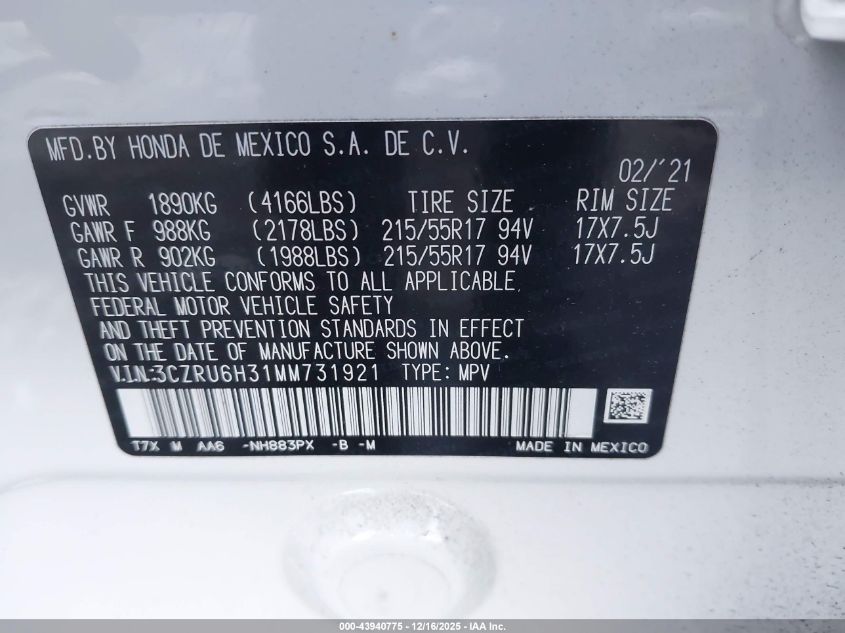 MFD.BY HONDA DE MEXICO S.A. DE C.V.
02/'21
GVWR 1890KG (4166LBS) TIRE SIZE RIM SIZE
GAWR F 988KG (2178LBS) 215/55R17 94V 17X7.5J
GAWR R 902KG (1988LBS) 215/55R17 94V 17X7.5J
THIS VEHICLE CONFORMS TO ALL APPLICABLE
FEDERAL MOTOR VEHICLE SAFETY
AND THEFT PREVENTION STANDARDS IN EFFECT
ON THE DATE OF MANUFACTURE SHOWN ABOVE.
V.I.N.:3CZRU6H31MM731921 TYPE: MPV
T7X M AA6 -NH883PX -B -M MADE IN MEXICO
000-43940775 - 12/16/2025 - IAA Inc.